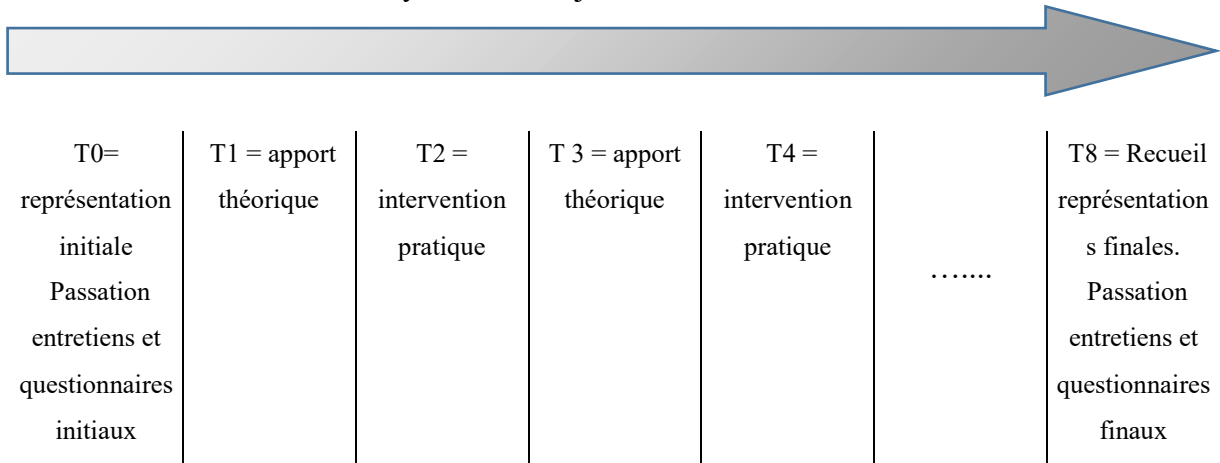 T0=
représentation
initiale
Passation
entretiens et
questionnaires
initiaux
T1 = apport
théorique
T2 =
intervention
pratique
T 3 = apport
théorique
T4 =
intervention
pratique
…....
T8 = Recueil
représentation
s finales.
Passation
entretiens et
questionnaires
finaux